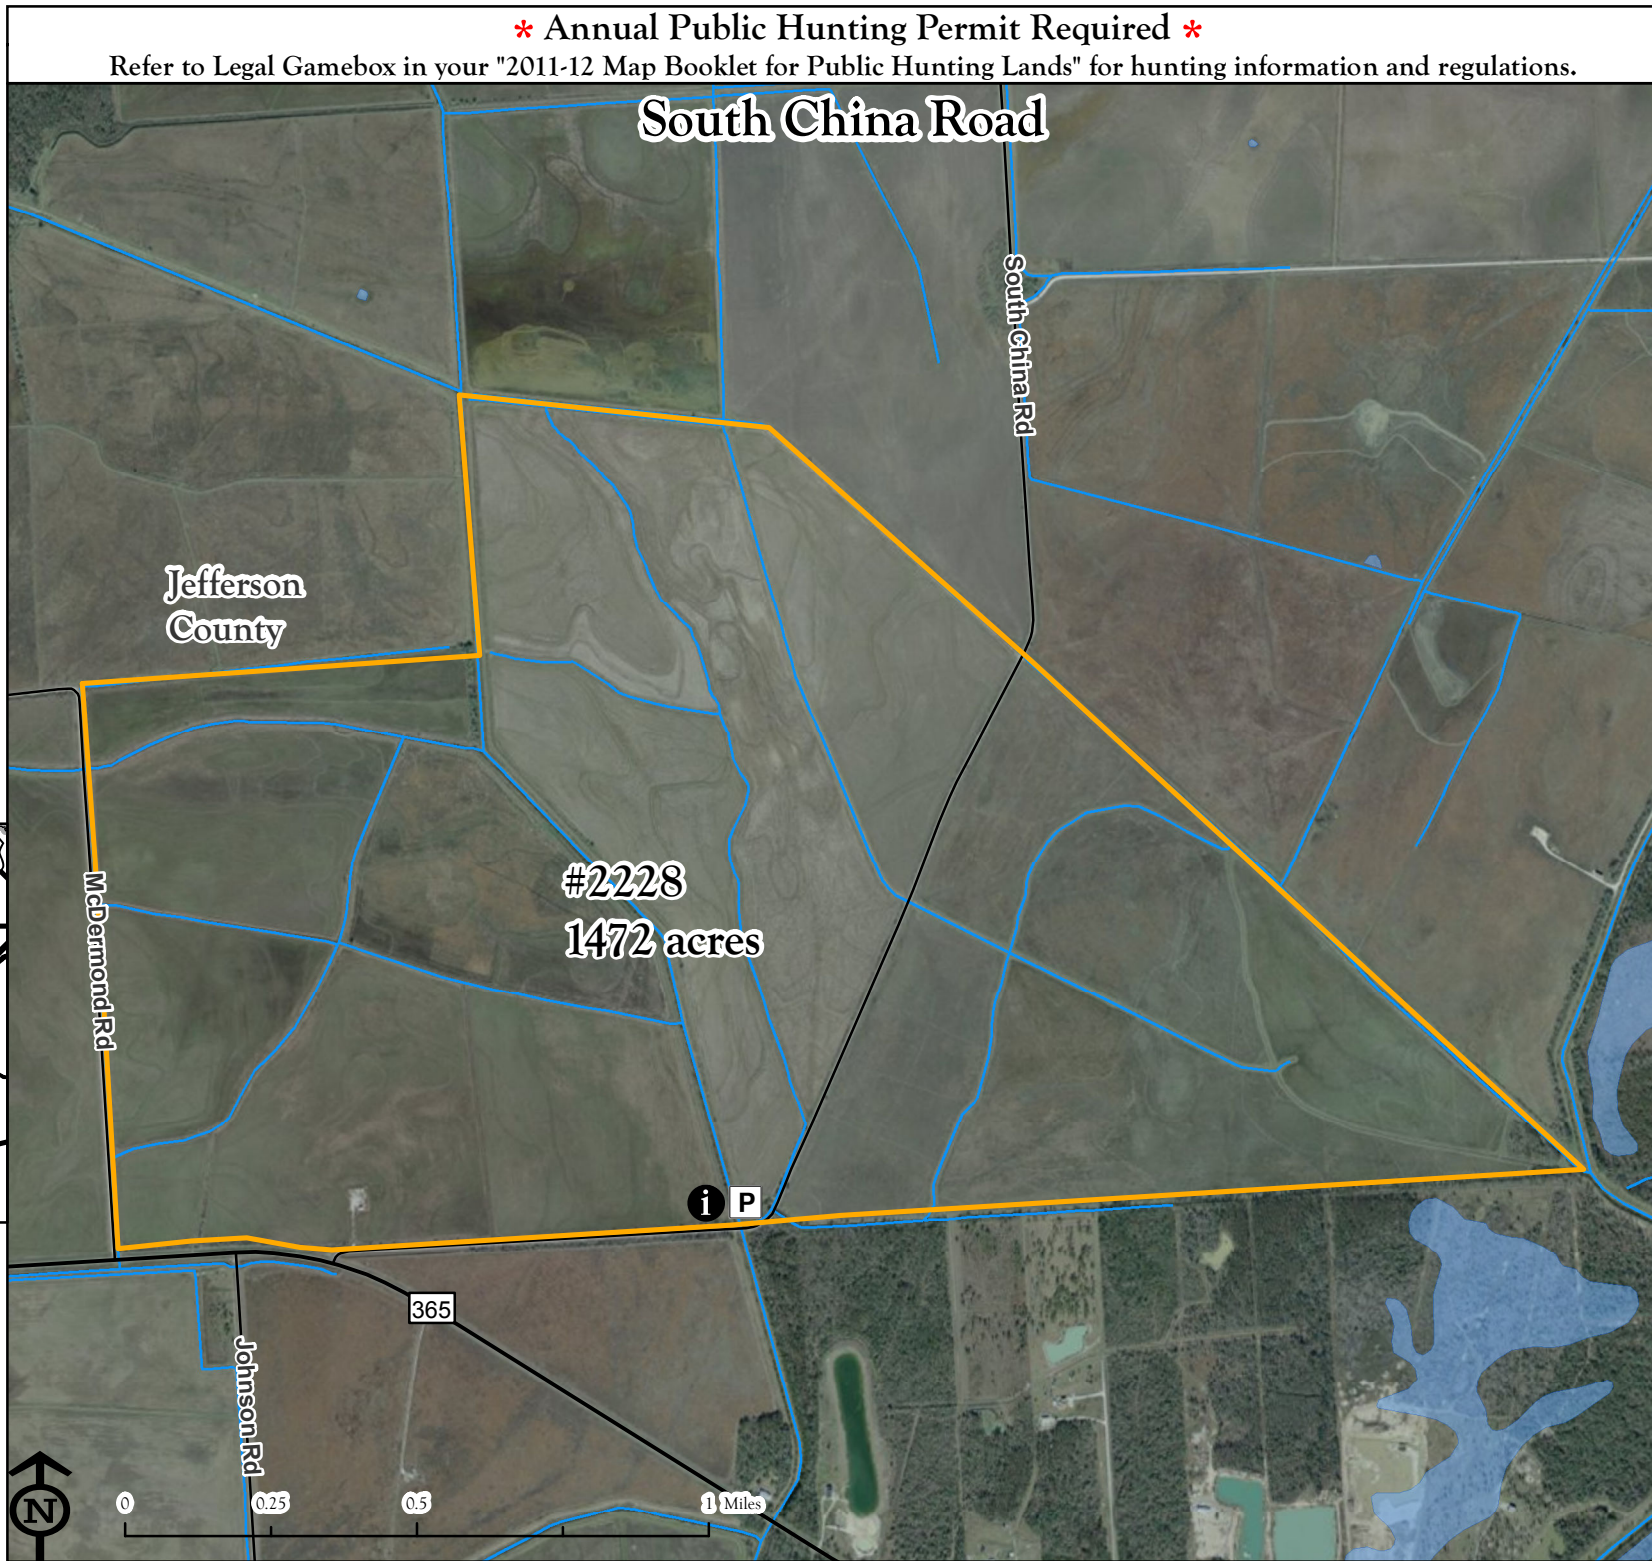 * Annual Public Hunting Permit Required *
Refer to Legal Gamebox in your "2011-12 Map Booklet for Public Hunting Lands" for hunting information and regulations.
South China Road
South China Rd
Jefferson
County
#2228
1472 acres
McDermond Rd
i P
365
Johnson Rd
N
0 0.25 0.5 1 Miles